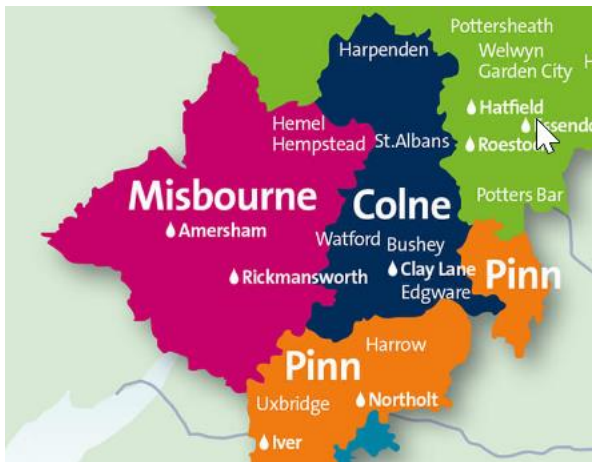 Pottersheath
Harpenden
Welwyn
Garden City
H
Hatfield
Hemel
Hempstead
St.Albans
Misbourne
Colne
Potters Bar
Amersham
Watford
Bushey
Rickmansworth
Clay Lane
Pinn
Edgware
Pinn
Harrow
Uxbridge
Northolt
Iver